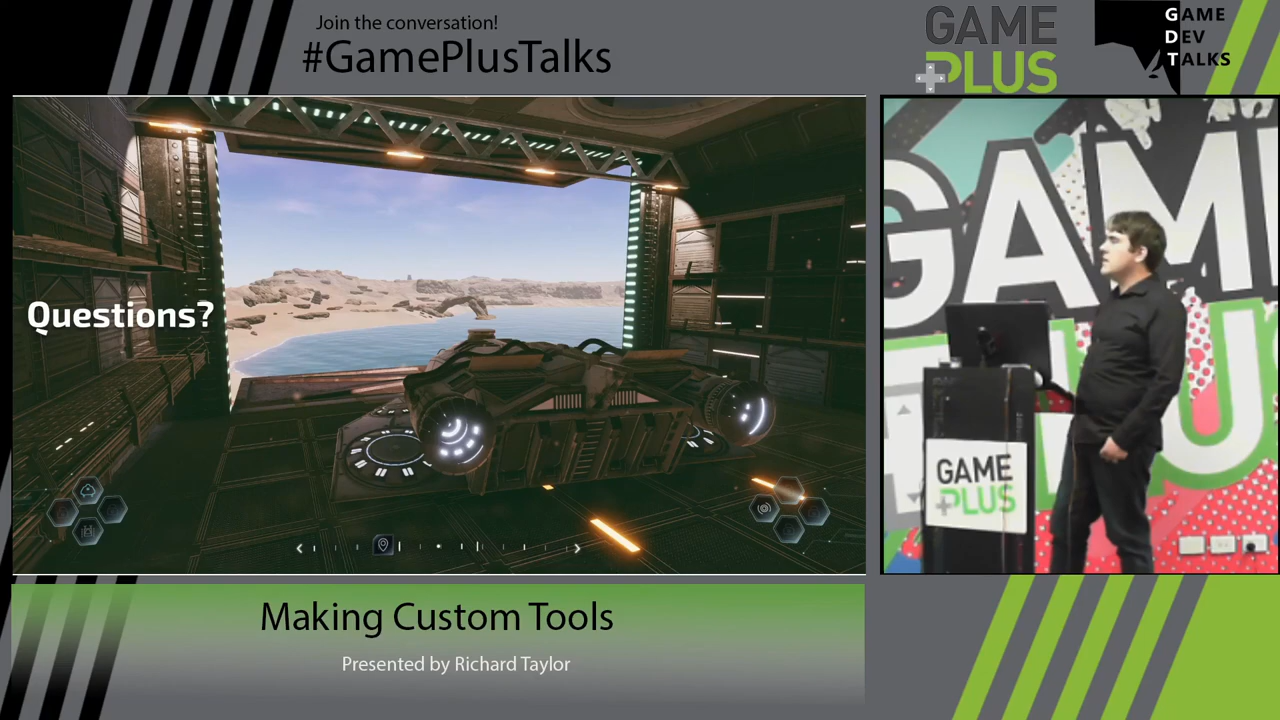 Join the conversation!
#GamePlusTalks
GAME
PLUS
GAME
DEV
TALKS
Questions?
GAM
U
GAME
PLUS
Making Custom Tools
Presented by Richard Taylor